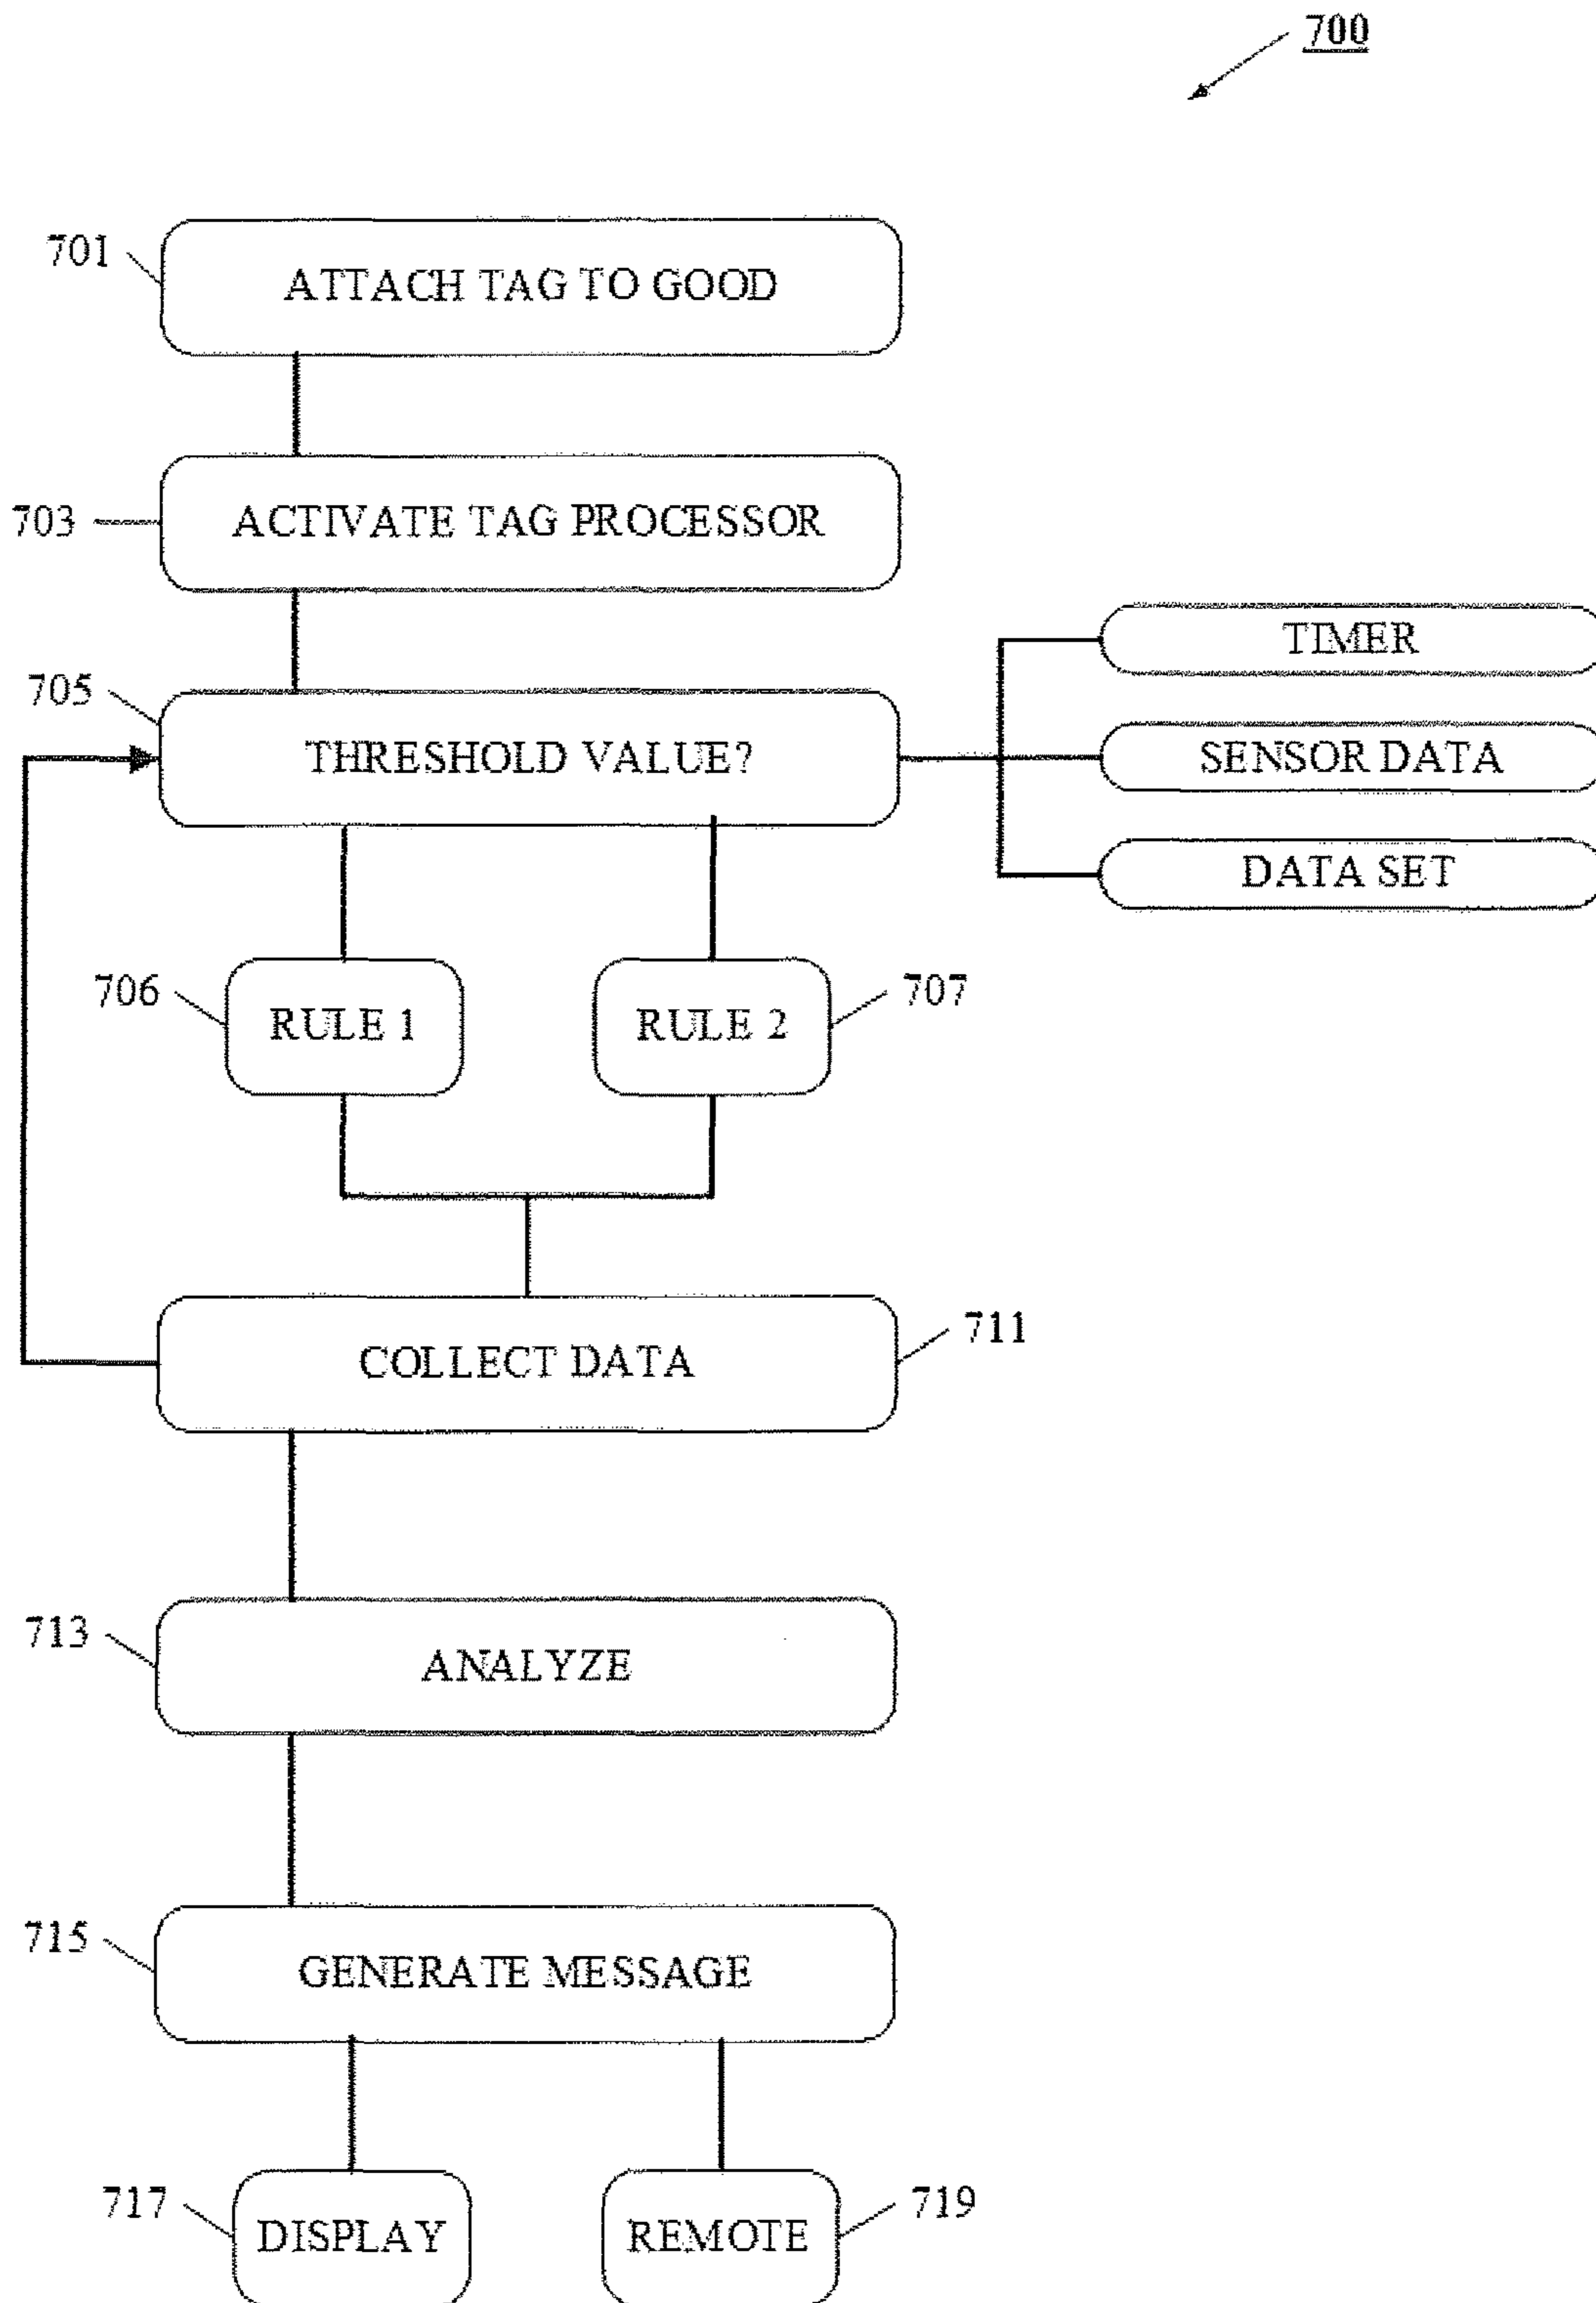 700
701
ATTACH TAG TO GOOD
703
ACTIVATE TAG PROCESSOR
705
THRESHOLD VALUE?
TIMER
SENSOR DATA
DATA SET
706
RULE 1
RULE 2
707
COLLECT DATA
711
713
ANALYZE
715
GENERATE MESSAGE
717
DISPLAY
REMOTE
719